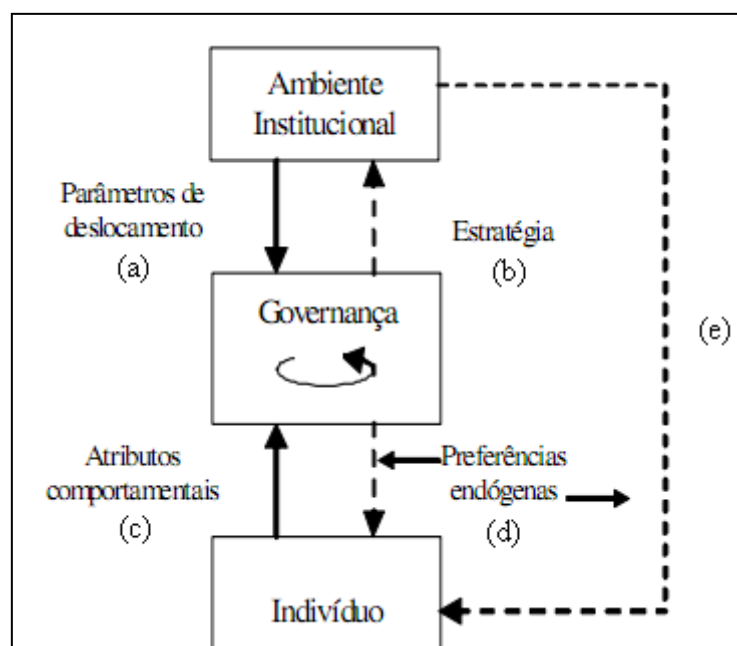 Ambiente
Institucional
Parâmetros de
deslocamento
(a)
Estratégia
(b)
Governança
(e)
Atributos
comportamentais
(c)
Preferências
endógenas
(d)
Indivíduo